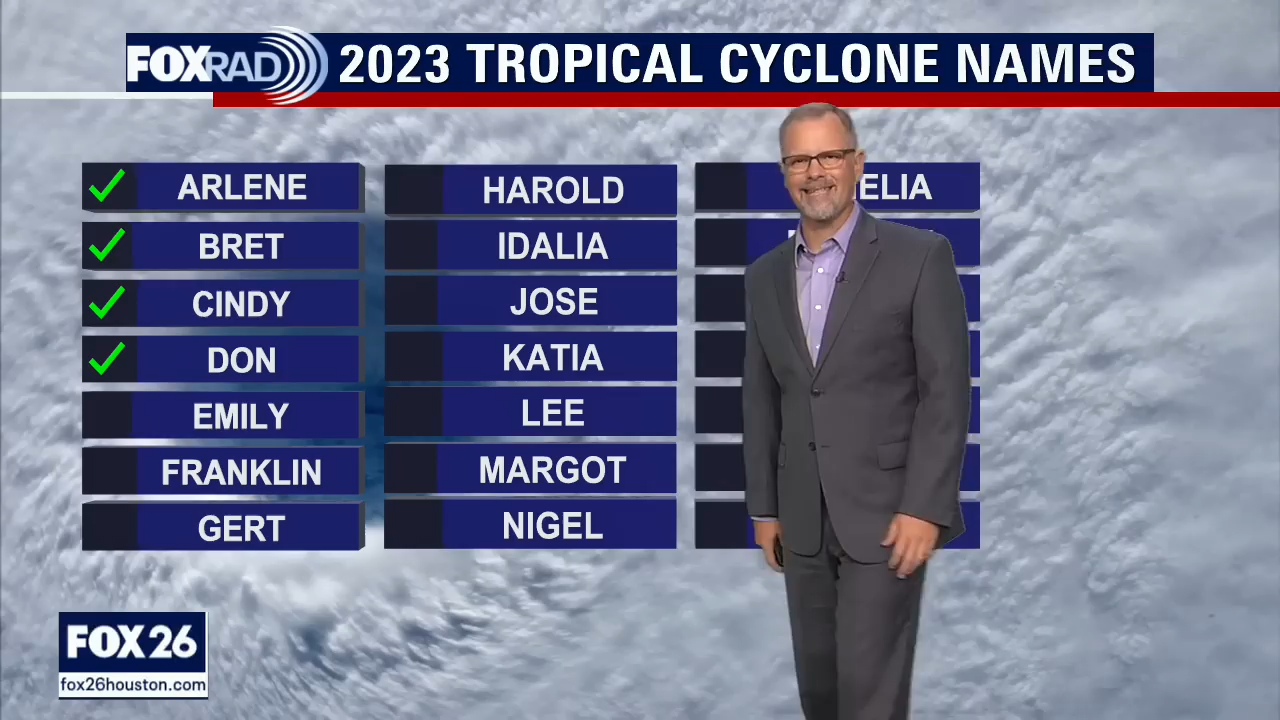 FOXRAD 2023 TROPICAL CYCLONE NAMES
ARLENE
BRET
CINDY
DON
EMILY
FRANKLIN
GERT
HAROLD
IDALIA
JOSE
KATIA
LEE
MARGOT
NIGEL
ELIA
FOX 26
fox26houston.com